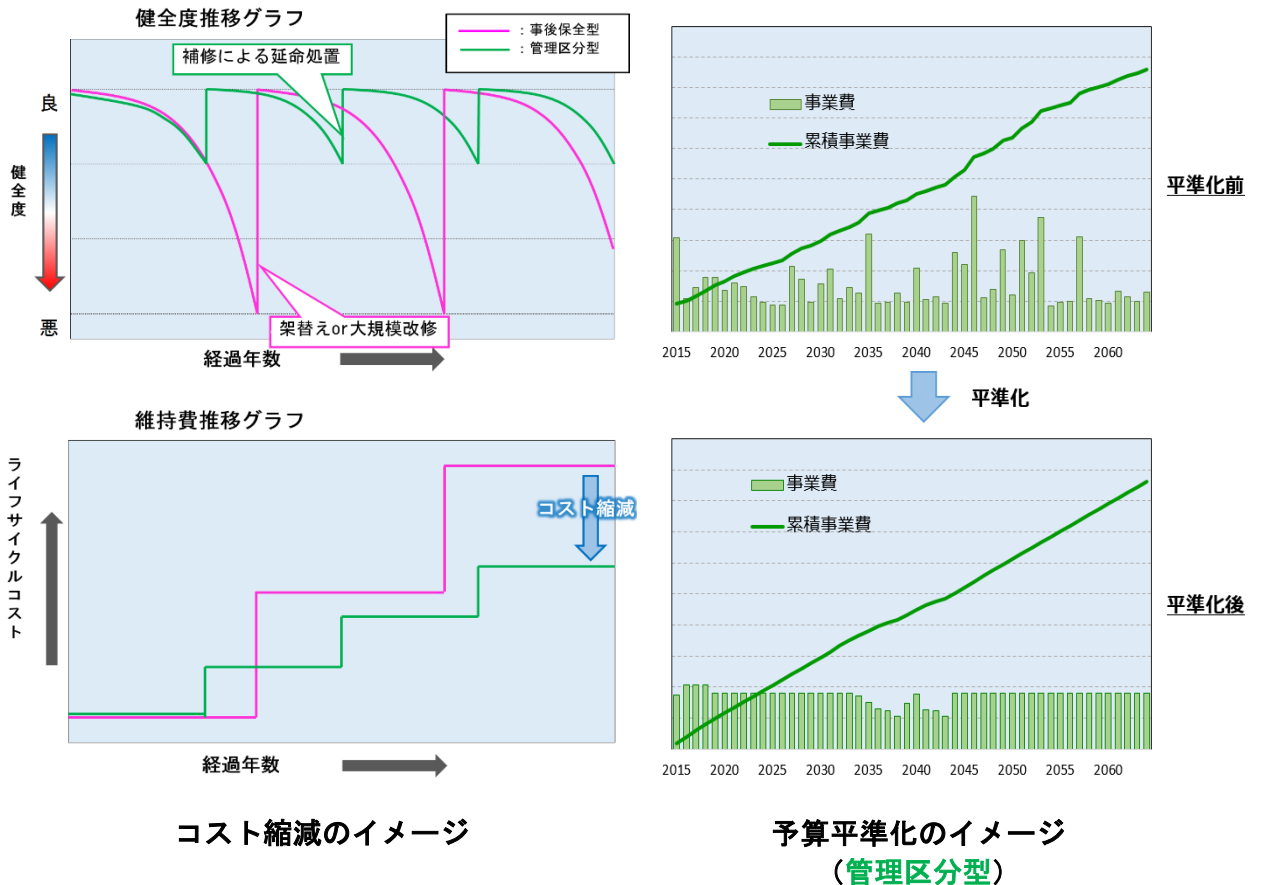 健全度推移グラフ
：事後保全型
：管理区分型
補修による延命処置
良
健全度
悪
架替えor大規模改修
経過年数
維持費推移グラフ
ライフサイクルコスト
コスト縮減
経過年数
コスト縮減のイメージ
事業費
累積事業費
平準化前
2015 2020 2025 2030 2035 2040 2045 2050 2055 2060
平準化
事業費
累積事業費
平準化後
2015 2020 2025 2030 2035 2040 2045 2050 2055 2060
予算平準化のイメージ
（管理区分型）